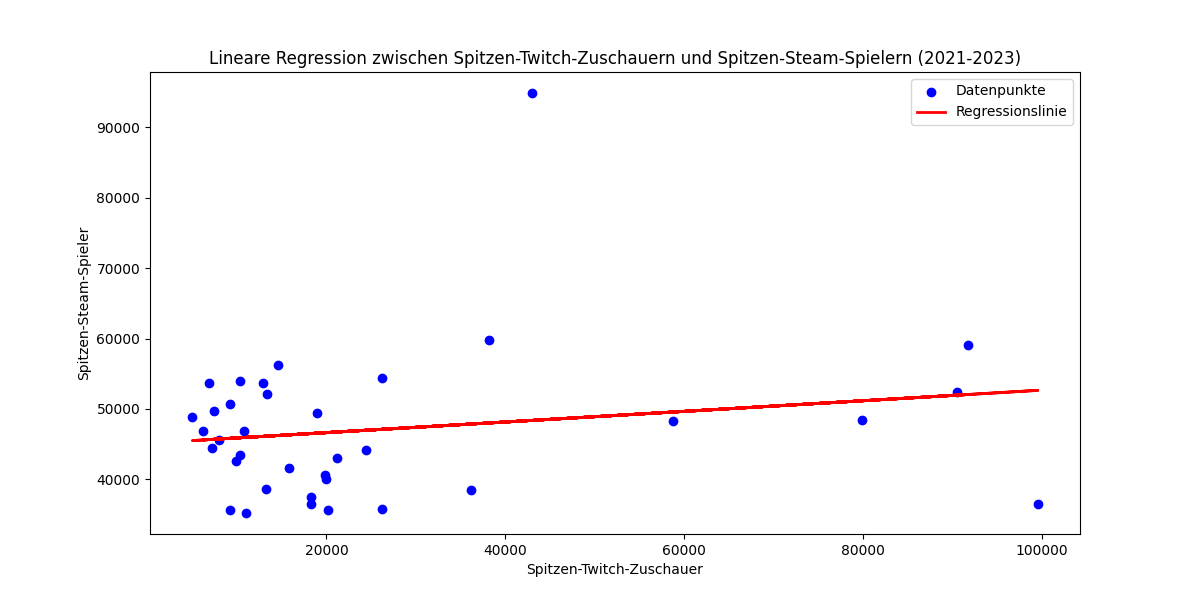 Lineare Regression zwischen Spitzen-Twitch-Zuschauern und Spitzen-Steam-Spielern (2021-2023)
Datenpunkte
Regressionslinie
Spitzen-Steam-Spieler
90000
80000
70000
60000
50000
40000
20000 40000 60000 80000 100000
Spitzen-Twitch-Zuschauer